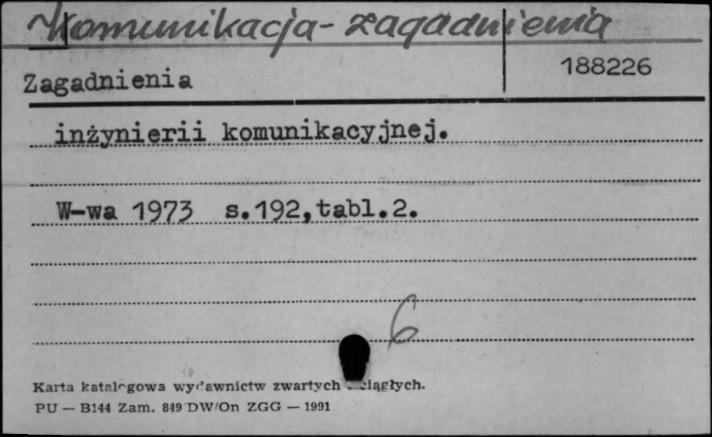 Komunikacja - zagadnienia
188226
Zagadnienia
inżynierii komunikacyjnej.
W-wa 1973 s.192,tabl.2.
6
Karta katalogowa wydawnictw zwartych ciągłych.
PU — B144 Zam. 849 DW/On ZGG — 1991